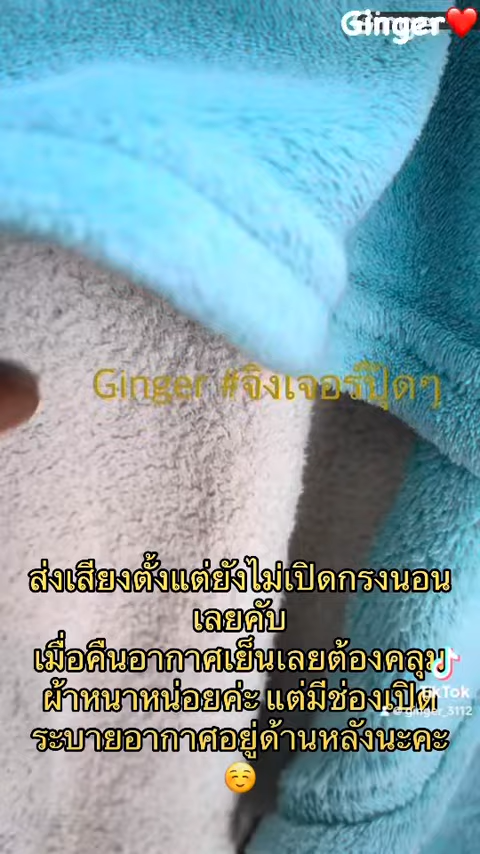 Ginger❤️
Ginger #จิงเจอร์ปุ๊ดๆ
ส่งเสียงตั้งแต่ยังไม่เปิดกรงนอน
เลยคับ
เมื่อคืนอากาศเย็นเลยต้องคลุม
ผ้าหนาหน่อยค่ะ แต่มีช่องเปิด
ระบายอากาศอยู่ด้านหลังนะคะ
☺️
TikTok
ginger_3112